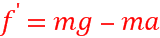 f' = mg − ma